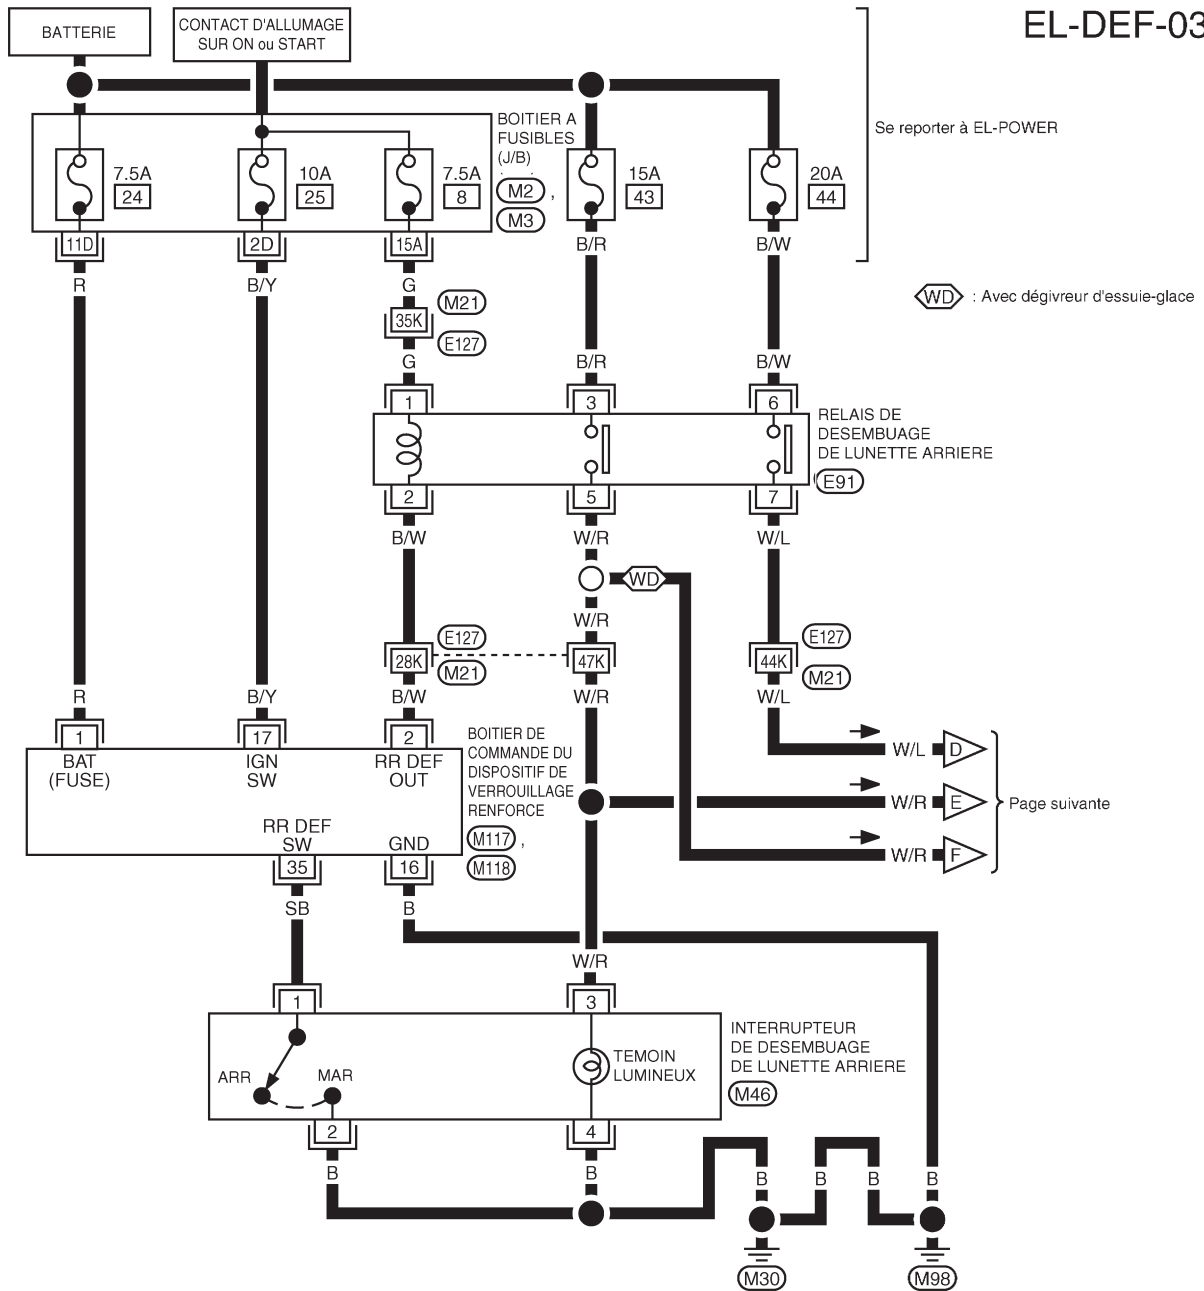 EL-DEF-03
BATTERIE
CONTACT D'ALLUMAGE
SUR ON ou START
Se reporter à EL-POWER
BOITIER A
FUSIBLES
(J/B)
M2 ,
M3
7.5A
24
10A
25
7.5A
8
15A
43
20A
44
11D
2D
15A
B/R
B/W
R
B/Y
G
M21
35K
E127
G
B/R
B/W
WD : Avec dégivreur d'essuie-glace
1
3
6
RELAIS DE
DESEMBUAGE
DE LUNETTE ARRIERE
E91
2
5
7
B/W
W/R
W/L
WD
W/R
E127
28K
M21
47K
E127
44K
M21
R
B/Y
B/W
W/R
W/L
1
17
2
BAT
(FUSE)
IGN
SW
RR DEF
OUT
BOITIER DE
COMMANDE DU
DISPOSITIF DE
VERROUILLAGE
RENFORCE
M117 ,
M118
W/L D
W/R E
W/R F
Page suivante
RR DEF
SW
GND
35
16
SB
B
W/R
1
3
ARR
MAR
TEMOIN
LUMINEUX
INTERRUPTEUR
DE DESEMBUAGE
DE LUNETTE ARRIERE
M46
2
4
B
B
B
B
B
B
M30
M98